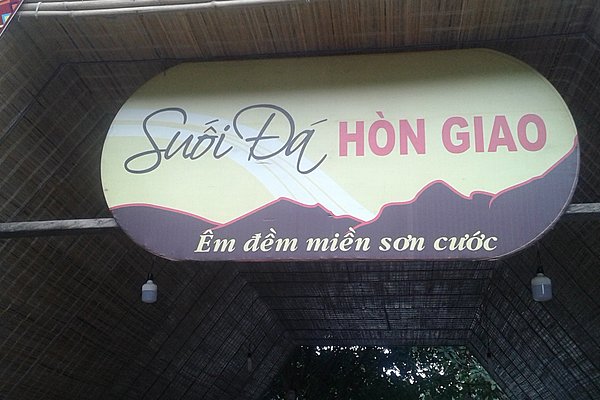 Suối Đá HÒN GIAO
Êm đềm miền sơn cước